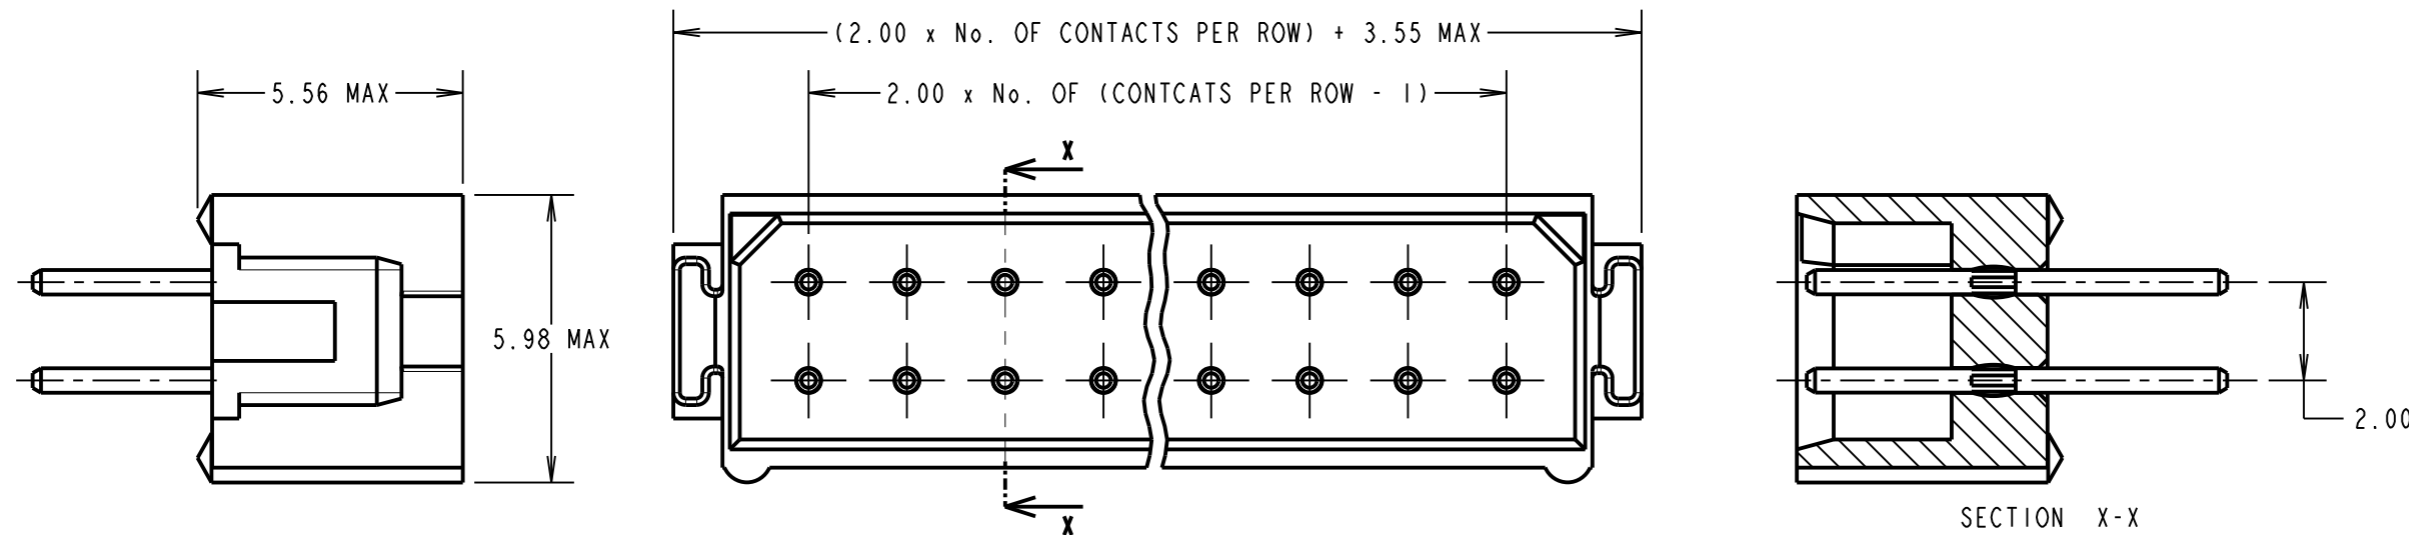 (2.00 x No. OF CONTACTS PER ROW) + 3.55 MAX
5.56 MAX
2.00 x No. OF (CONTCATS PER ROW - 1)
X
5.98 MAX
2.00
X
SECTION X-X